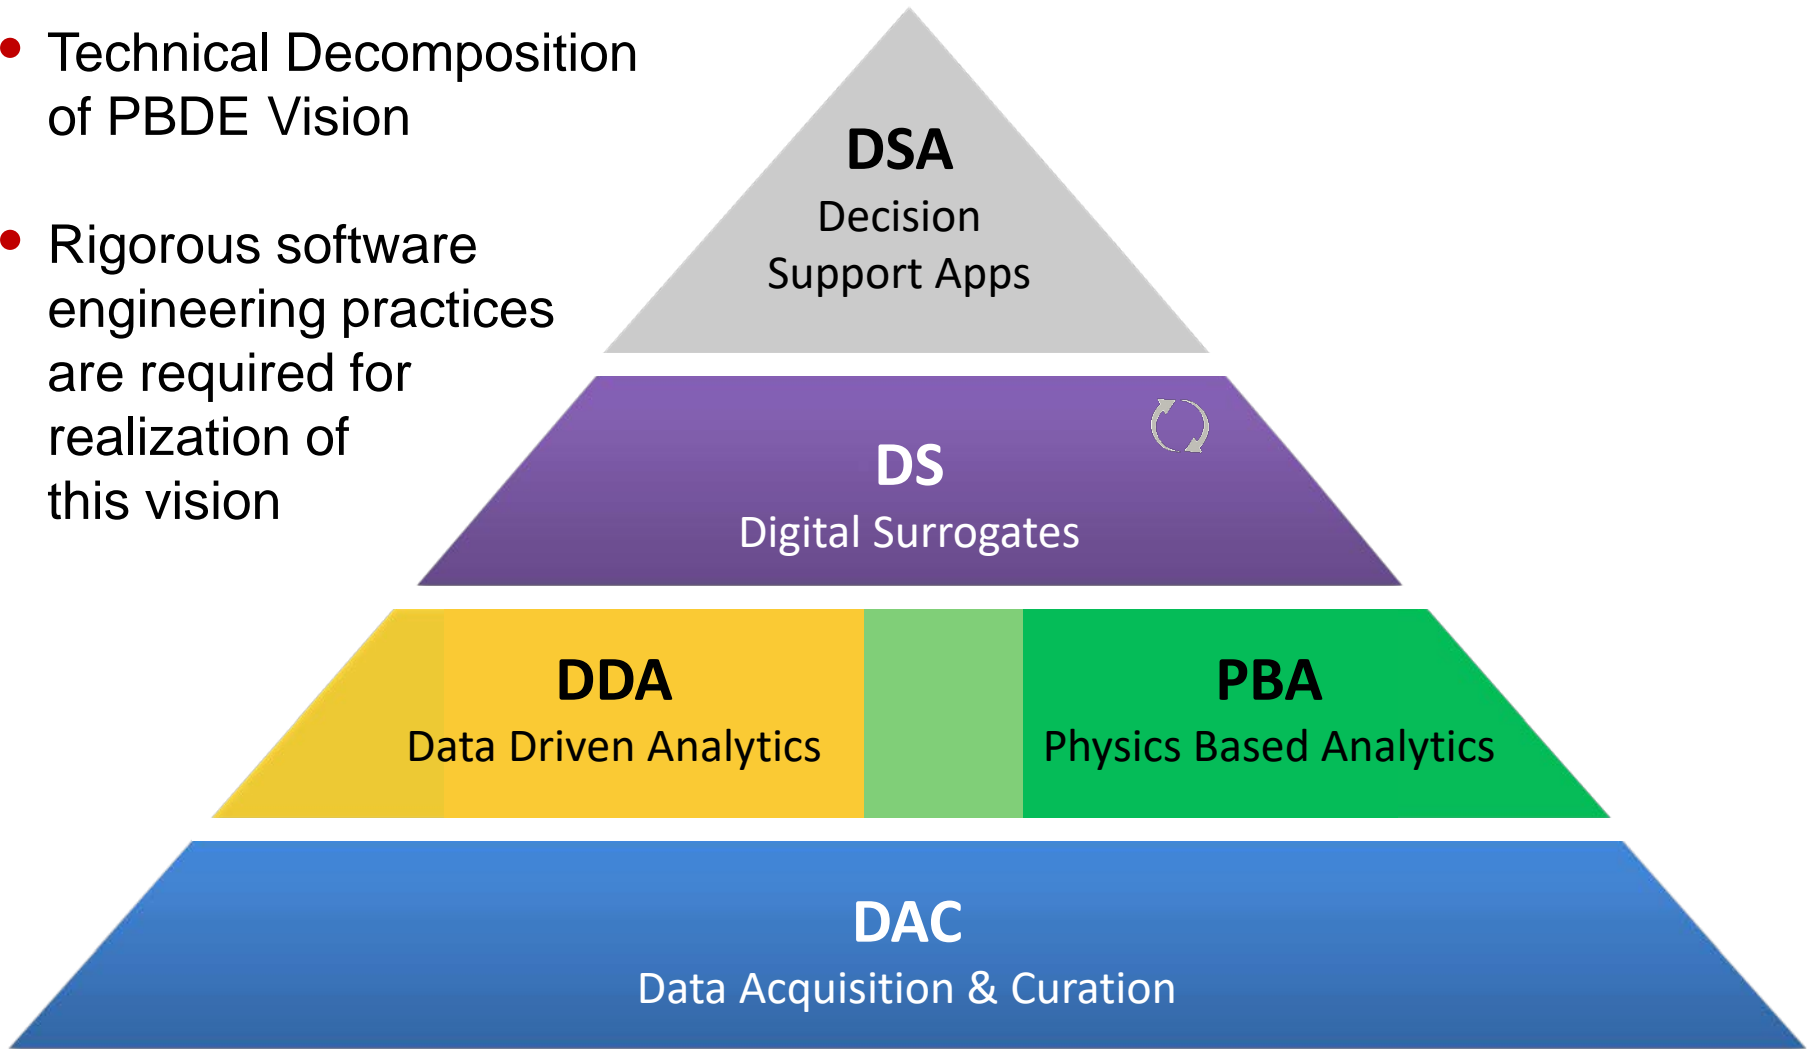 • Technical Decomposition
of PBDE Vision
• Rigorous software
engineering practices
are required for
realization of
this vision
DSA
Decision
Support Apps
DS
Digital Surrogates
DDA
Data Driven Analytics
PBA
Physics Based Analytics
DAC
Data Acquisition & Curation